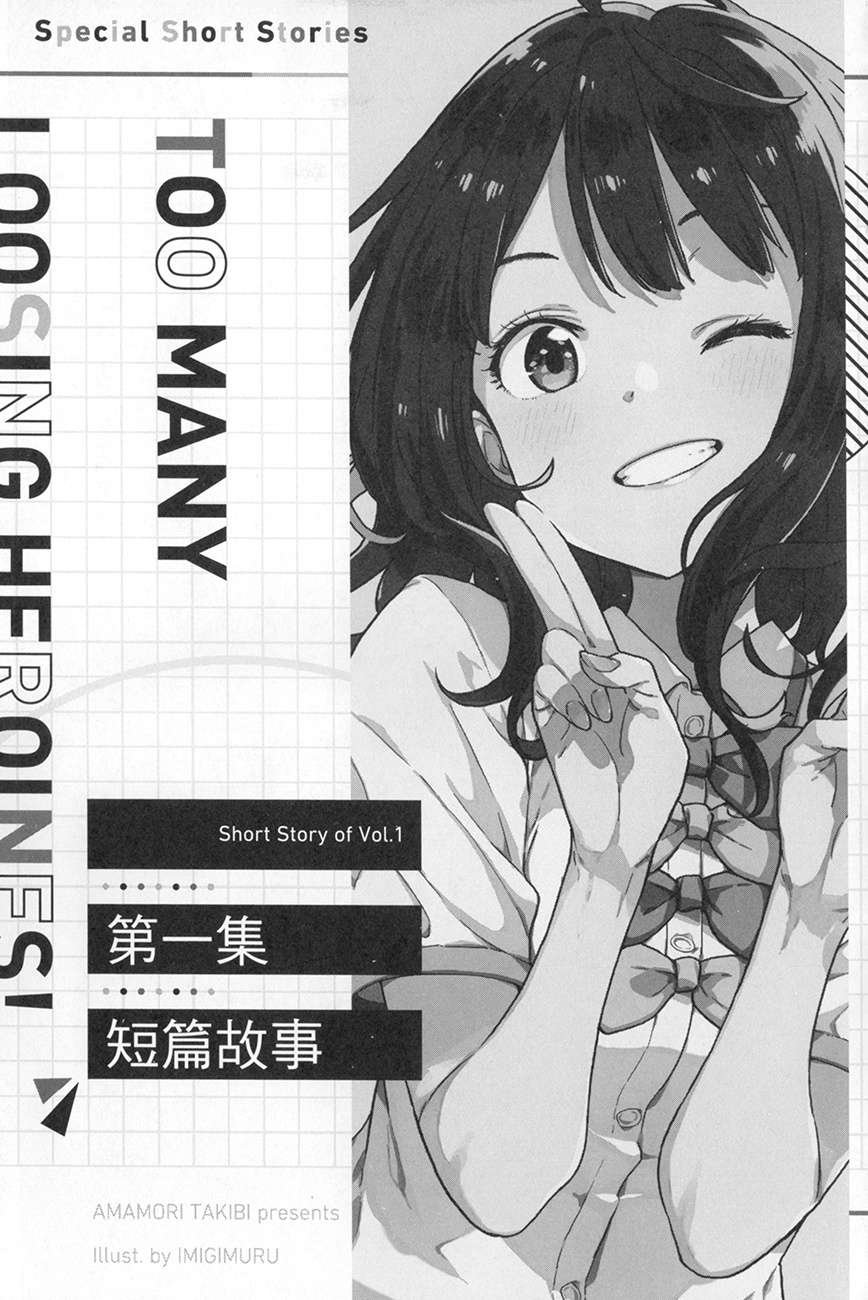 Special Short Stories
TOO MANY
LOOSING HEROINES!
Short Story of Vol.1
第一集
短篇故事
AMAMORI TAKIBI presents
Illust. by IMIGIMURU